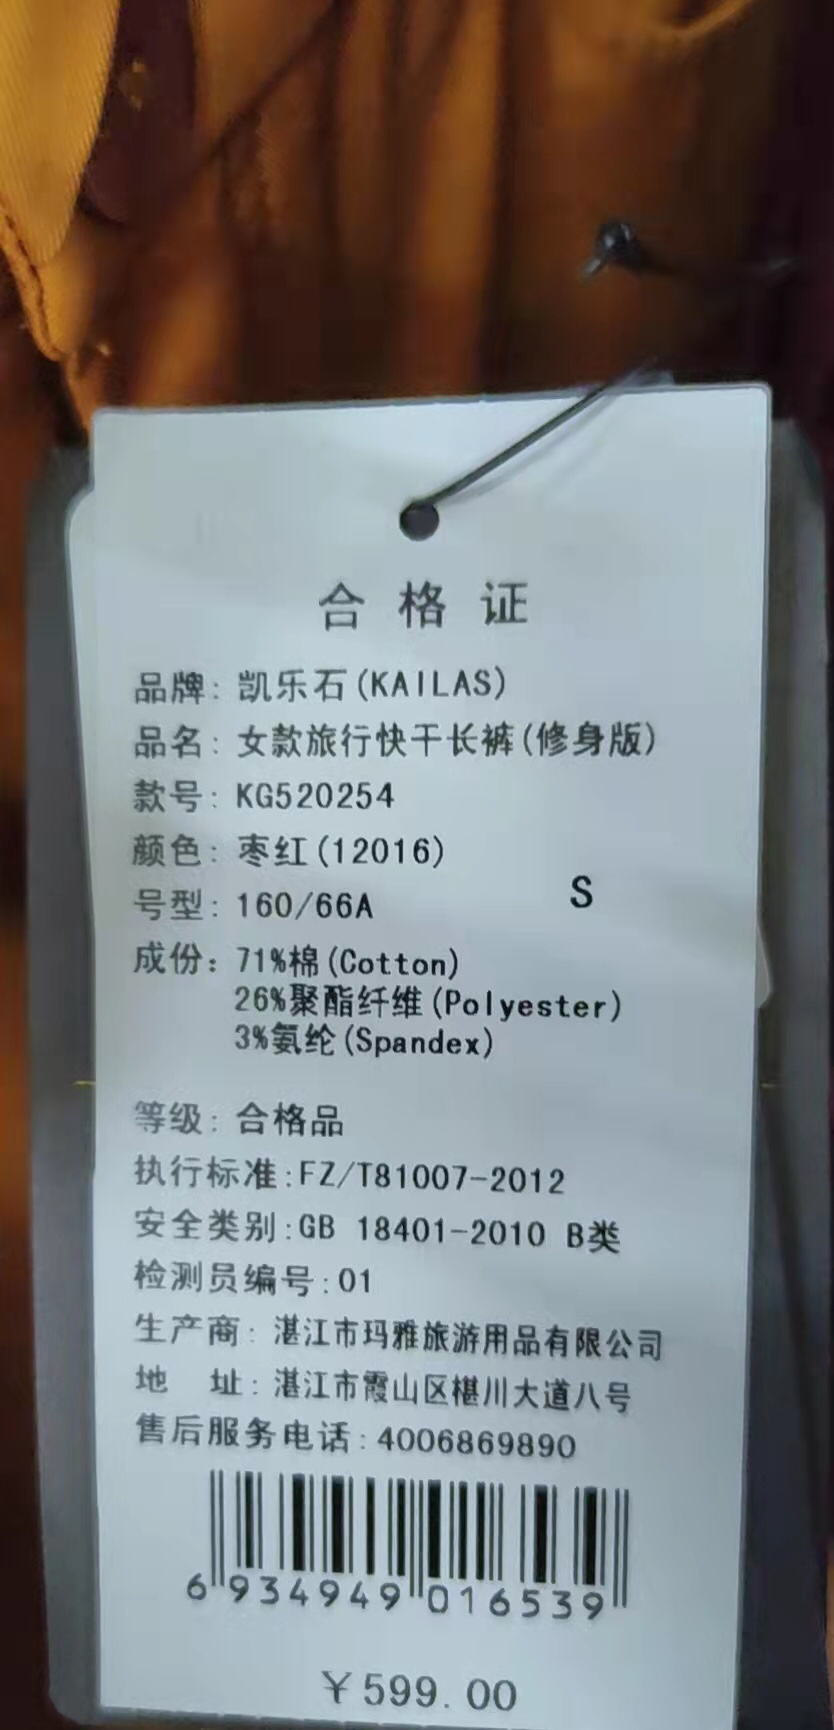 合格证
品牌: 凯乐石(KAILAS)
品名: 女款旅行快干长裤(修身版)
款号: KG520254
颜色: 枣红(12016)
号型: 160/66A S
成份: 71%棉(Cotton)
26%聚酯纤维(Polyester)
3%氨纶(Spandex)
等级: 合格品
执行标准:FZ/T81007-2012
安全类别:GB 18401-2010 B类
检测员编号:01
生产商: 湛江市玛雅旅游用品有限公司
地 址: 湛江市霞山区椹川大道八号
售后服务电话:4006869890
6 934949 016539
¥599.00